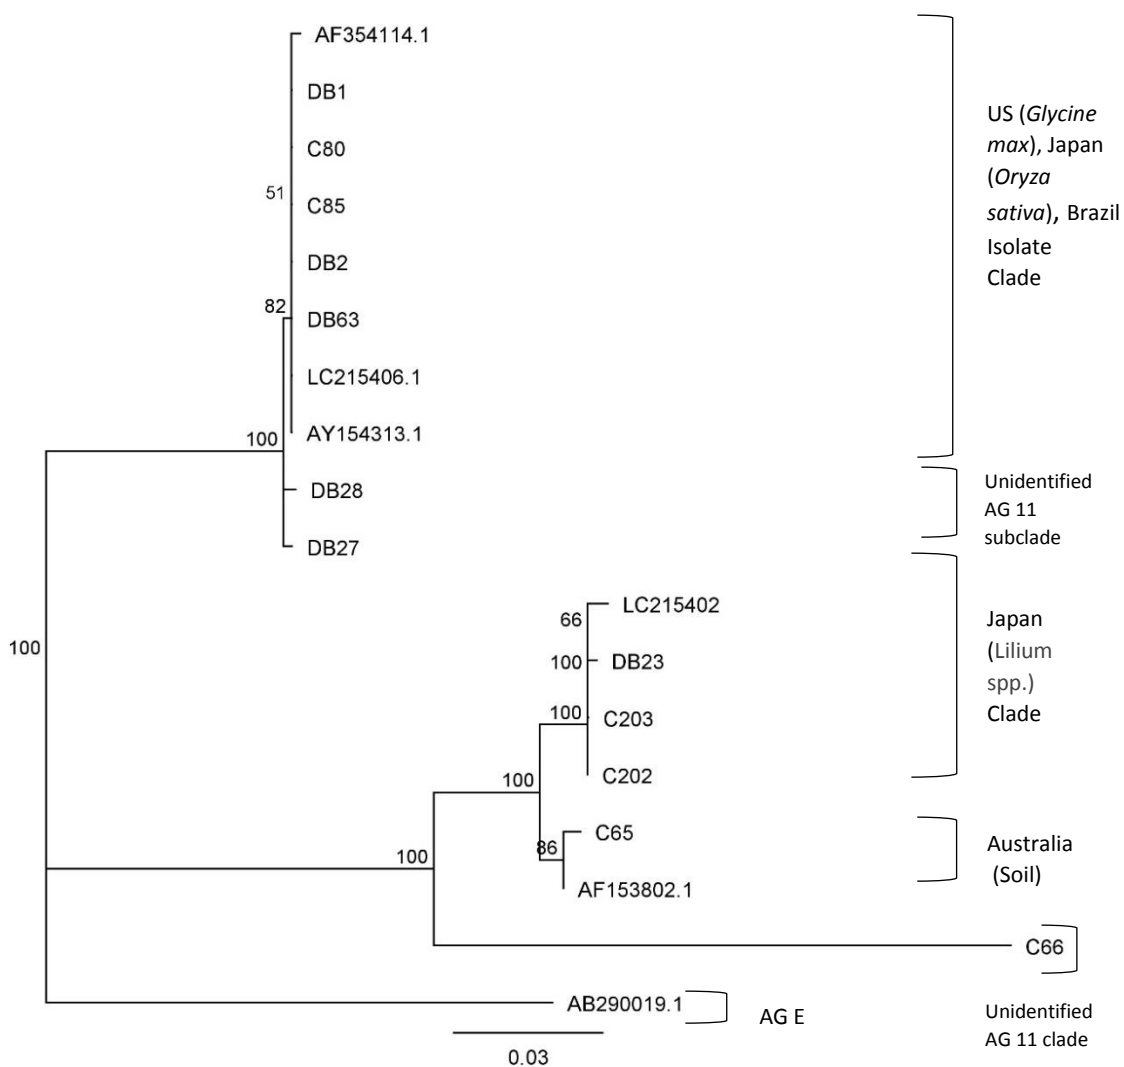 AF354114.1
DB1
C80
51
C85
DB2
82
DB63
LC215406.1
AY154313.1
100
DB28
DB27
LC215402
66
100
DB23
100
100
C203
C202
100
C65
86
100
AF153802.1
C66
AB290019.1
0.03
US (Glycine
max), Japan
(Oryza
sativa), Brazil
Isolate
Clade
Unidentified
AG 11
subclade
Japan
(Lilium
spp.)
Clade
Australia
(Soil)
AG E
Unidentified
AG 11 clade